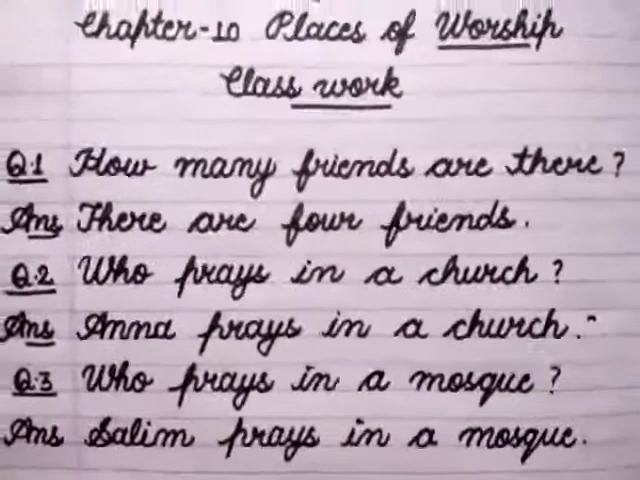 Chapter-10 Places of Worship
Class work
Q.1 How many friends are there?
Ans There are four friends.
Q.2 Who prays in a church?
Ans Anna prays in a church.
Q.3 Who prays in a mosque?
Ans Salim prays in a mosque.